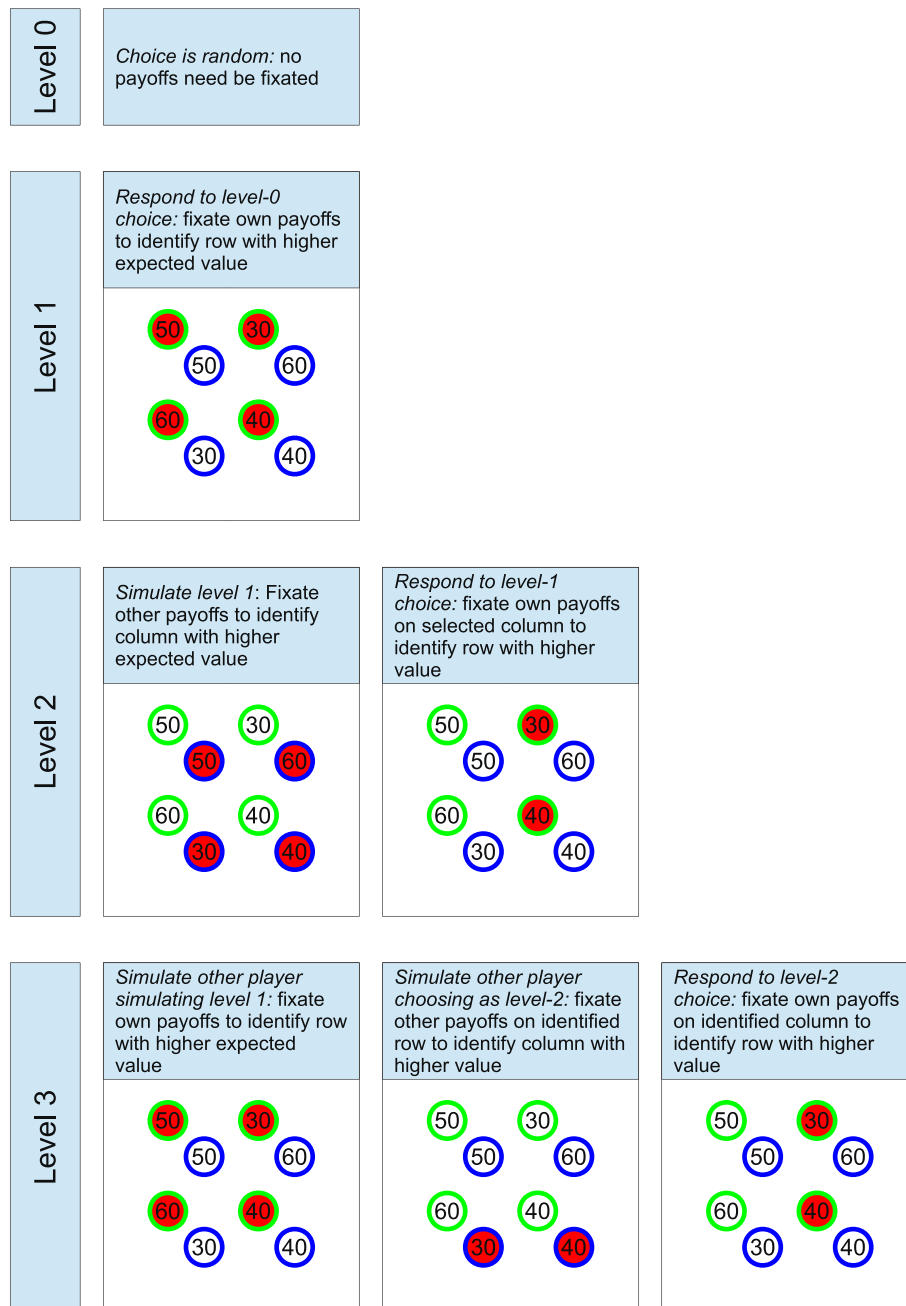 Level 0
Choice is random: no
payoffs need be fixated
Level 1
Respond to level-0
choice: fixate own payoffs
to identify row with higher
expected value
50 30
50 60
60 40
30 40
Level 2
Simulate level 1: Fixate
other payoffs to identify
column with higher
expected value
50 30
50 60
60 40
30 40
Respond to level-1
choice: fixate own payoffs
on selected column to
identify row with higher
value
50 30
50 60
60 40
30 40
Level 3
Simulate other player
simulating level 1: fixate
own payoffs to identify row
with higher expected
value
50 30
50 60
60 40
30 40
Simulate other player
choosing as level-2: fixate
other payoffs on identified
row to identify column with
higher value
50 30
50 60
60 40
30 40
Respond to level-2
choice: fixate own payoffs
on identified column to
identify row with higher
value
50 30
50 60
60 40
30 40